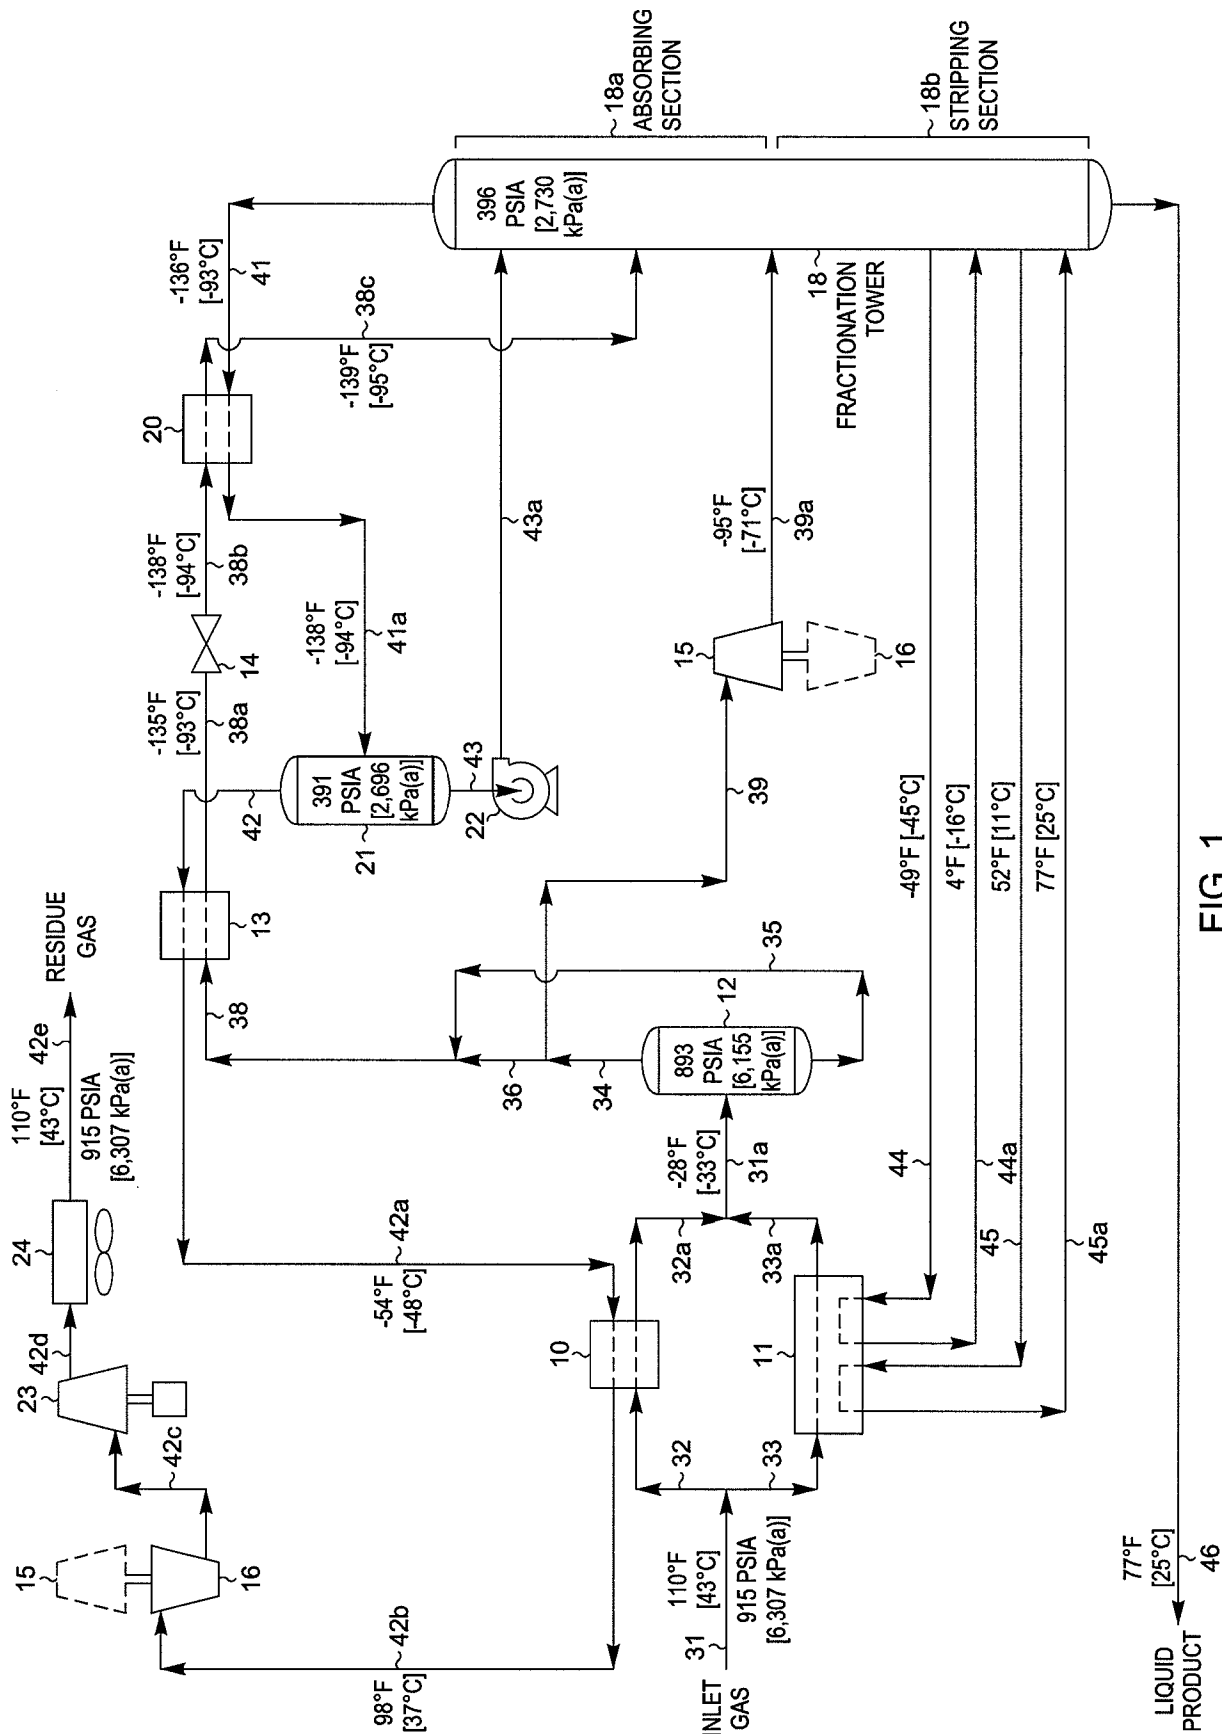 110°F
[43°C]
42e
RESIDUE
GAS
915 PSIA
[6,307 kPa(a)]
24
42d
23
42c
15
16
98°F
[37°C]
42b
-54°F
[-48°C]
42a
38
13
42
-135°F
[-93°C]
38a
14
-138°F
[-94°C]
38b
20
-136°F
[-93°C]
41
-139°F
[-95°C]
38c
-138°F
[-94°C]
41a
391
PSIA
[2,696
kPa(a)]
21
43
22
43a
396
PSIA
[2,730
kPa(a)]
18a
ABSORBING
SECTION
18b
STRIPPING
SECTION
18
FRACTIONATION
TOWER
-95°F
[-71°C]
39a
15
16
39
35
36
34
893
PSIA
[6,155
kPa(a)]
12
-28°F
[-33°C]
31a
32a
33a
10
11
32
33
110°F
[43°C]
915 PSIA
[6,307 kPa(a)]
31
INLET
GAS
-49°F [-45°C]
4°F [-16°C]
52°F [11°C]
77°F [25°C]
44
44a
45
45a
77°F
[25°C]
46
LIQUID
PRODUCT
FIG. 1